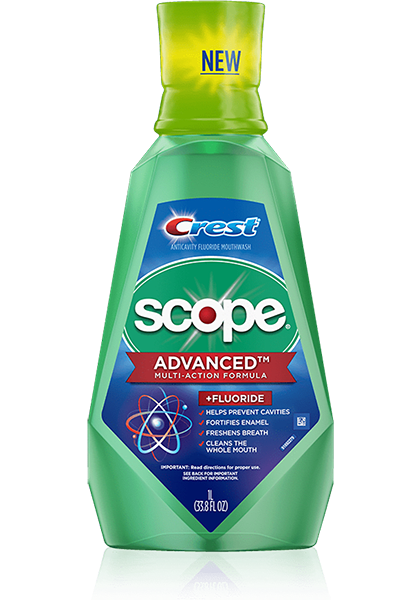 NEW
Crest
ANTICAVITY FLUORIDE MOUTHWASH
scope®
ADVANCED™
MULTI-ACTION FORMULA
+FLUORIDE
HELPS PREVENT CAVITIES
FORTIFIES ENAMEL
FRESHENS BREATH
CLEANS THE
WHOLE MOUTH
IMPORTANT: Read directions for proper use.
SEE BACK FOR IMPORTANT
INGREDIENT INFORMATION.
1L
(33.8 FL OZ)